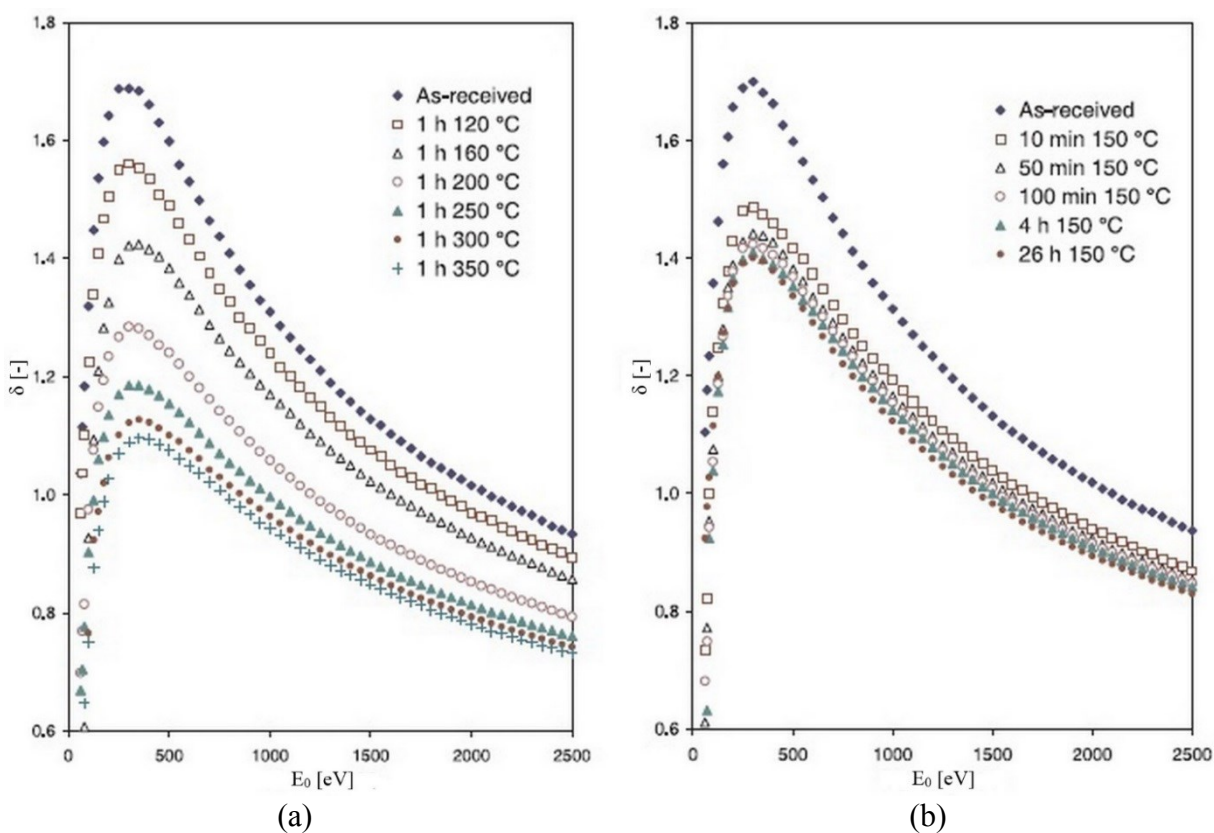 1.8
1.6
1.4
1.2
1.0
0.8
0.6
δ [-]
As-received
1 h 120 °C
1 h 160 °C
1 h 200 °C
1 h 250 °C
1 h 300 °C
1 h 350 °C
0 500 1000 1500 2000 2500
E₀ [eV]
(a)
1.8
1.6
1.4
1.2
1.0
0.8
0.6
δ [-]
As-received
10 min 150 °C
50 min 150 °C
100 min 150 °C
4 h 150 °C
26 h 150 °C
0 500 1000 1500 2000 2500
E₀ [eV]
(b)